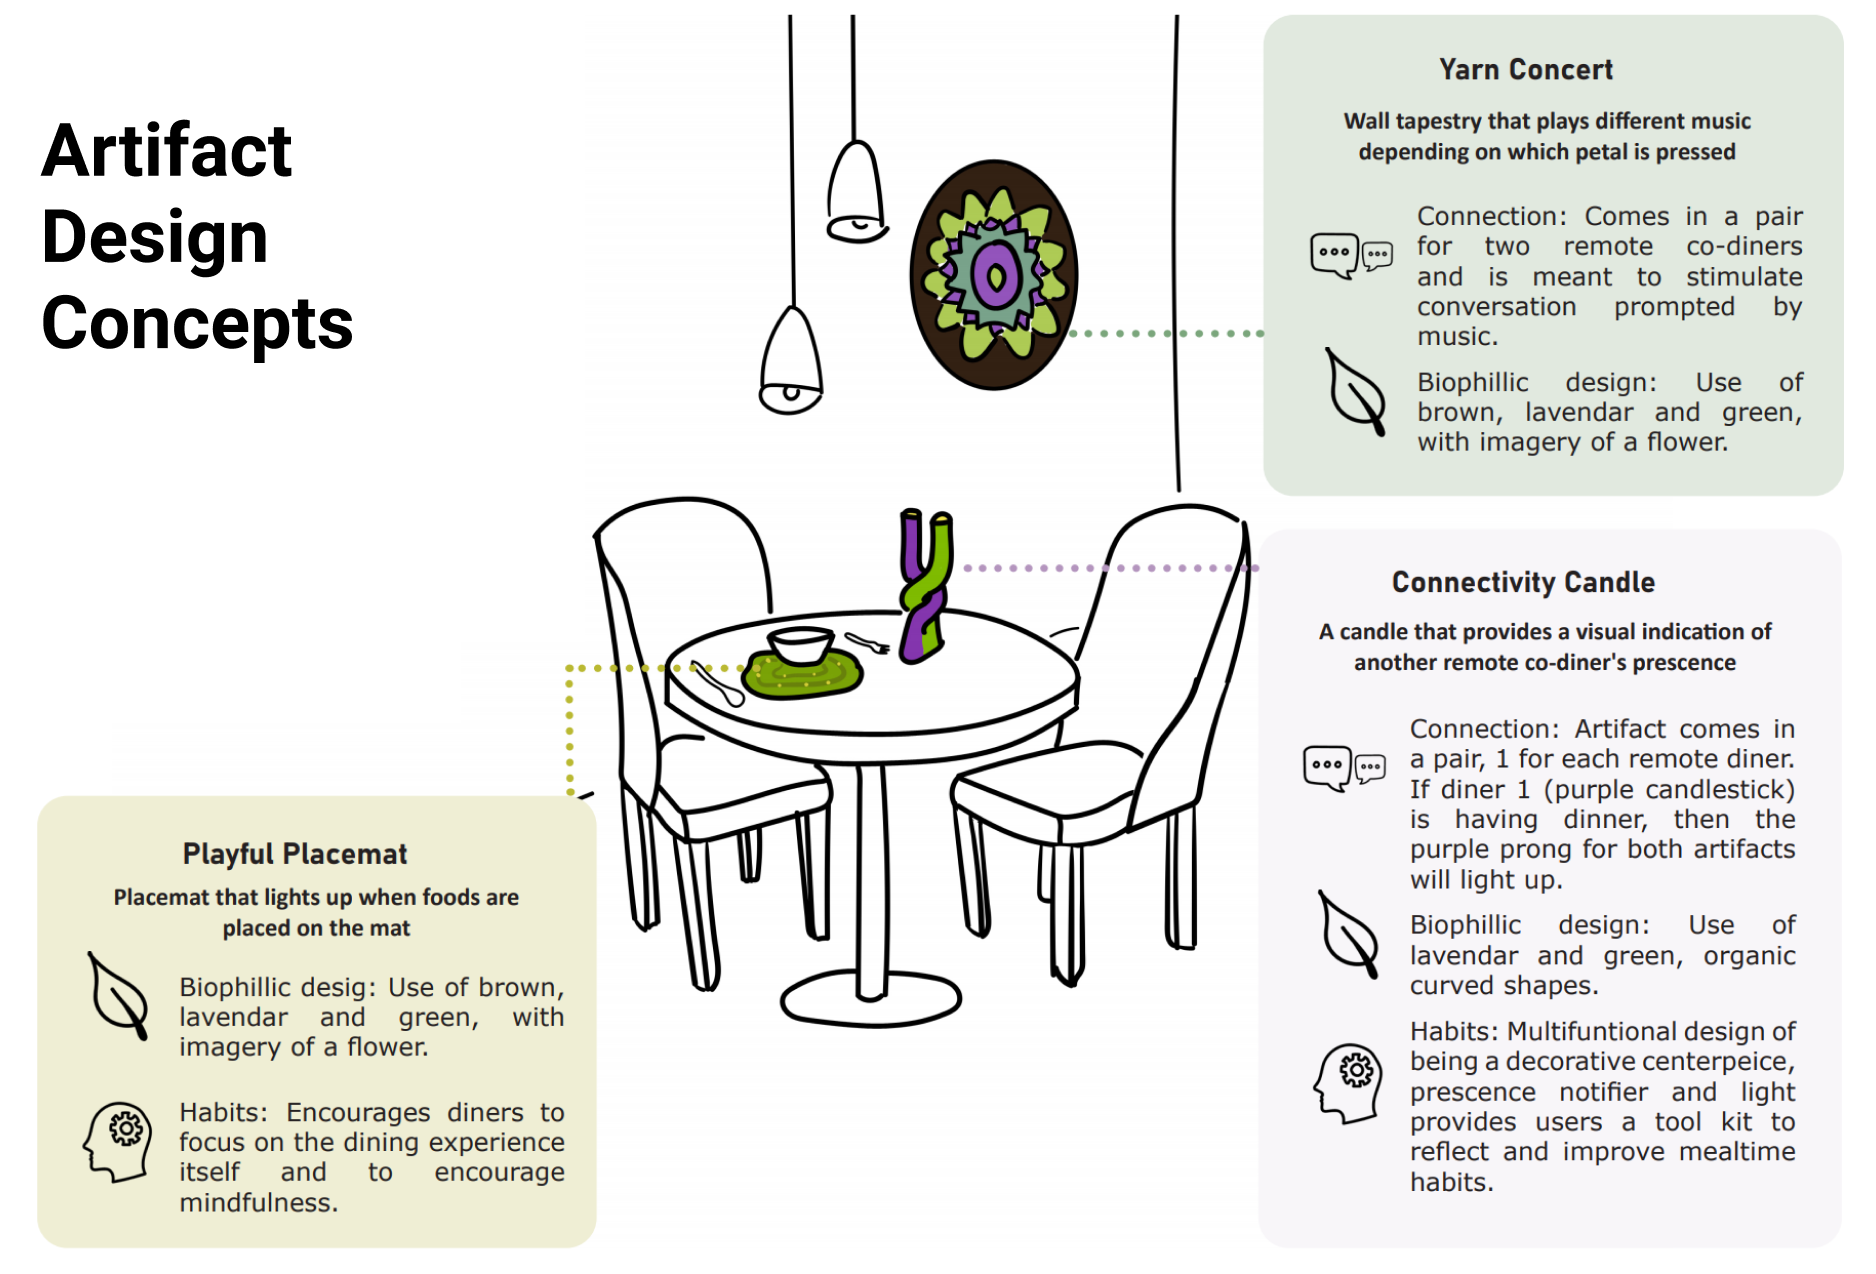 Artifact
Design
Concepts
Yarn Concert
Wall tapestry that plays different music
depending on which petal is pressed
Connection: Comes in a pair
for two remote co-diners
and is meant to stimulate
conversation prompted by
music.
Biophillic design: Use of
brown, lavendar and green,
with imagery of a flower.
Connectivity Candle
A candle that provides a visual indication of
another remote co-diner's prescence
Connection: Artifact comes in
a pair, 1 for each remote diner.
If diner 1 (purple candlestick)
is having dinner, then the
purple prong for both artifacts
will light up.
Biophillic design: Use of
lavendar and green, organic
curved shapes.
Habits: Multifuntional design of
being a decorative centerpeice,
prescence notifier and light
provides users a tool kit to
reflect and improve mealtime
habits.
Playful Placemat
Placemat that lights up when foods are
placed on the mat
Biophillic desig: Use of brown,
lavendar and green, with
imagery of a flower.
Habits: Encourages diners to
focus on the dining experience
itself and to encourage
mindfulness.